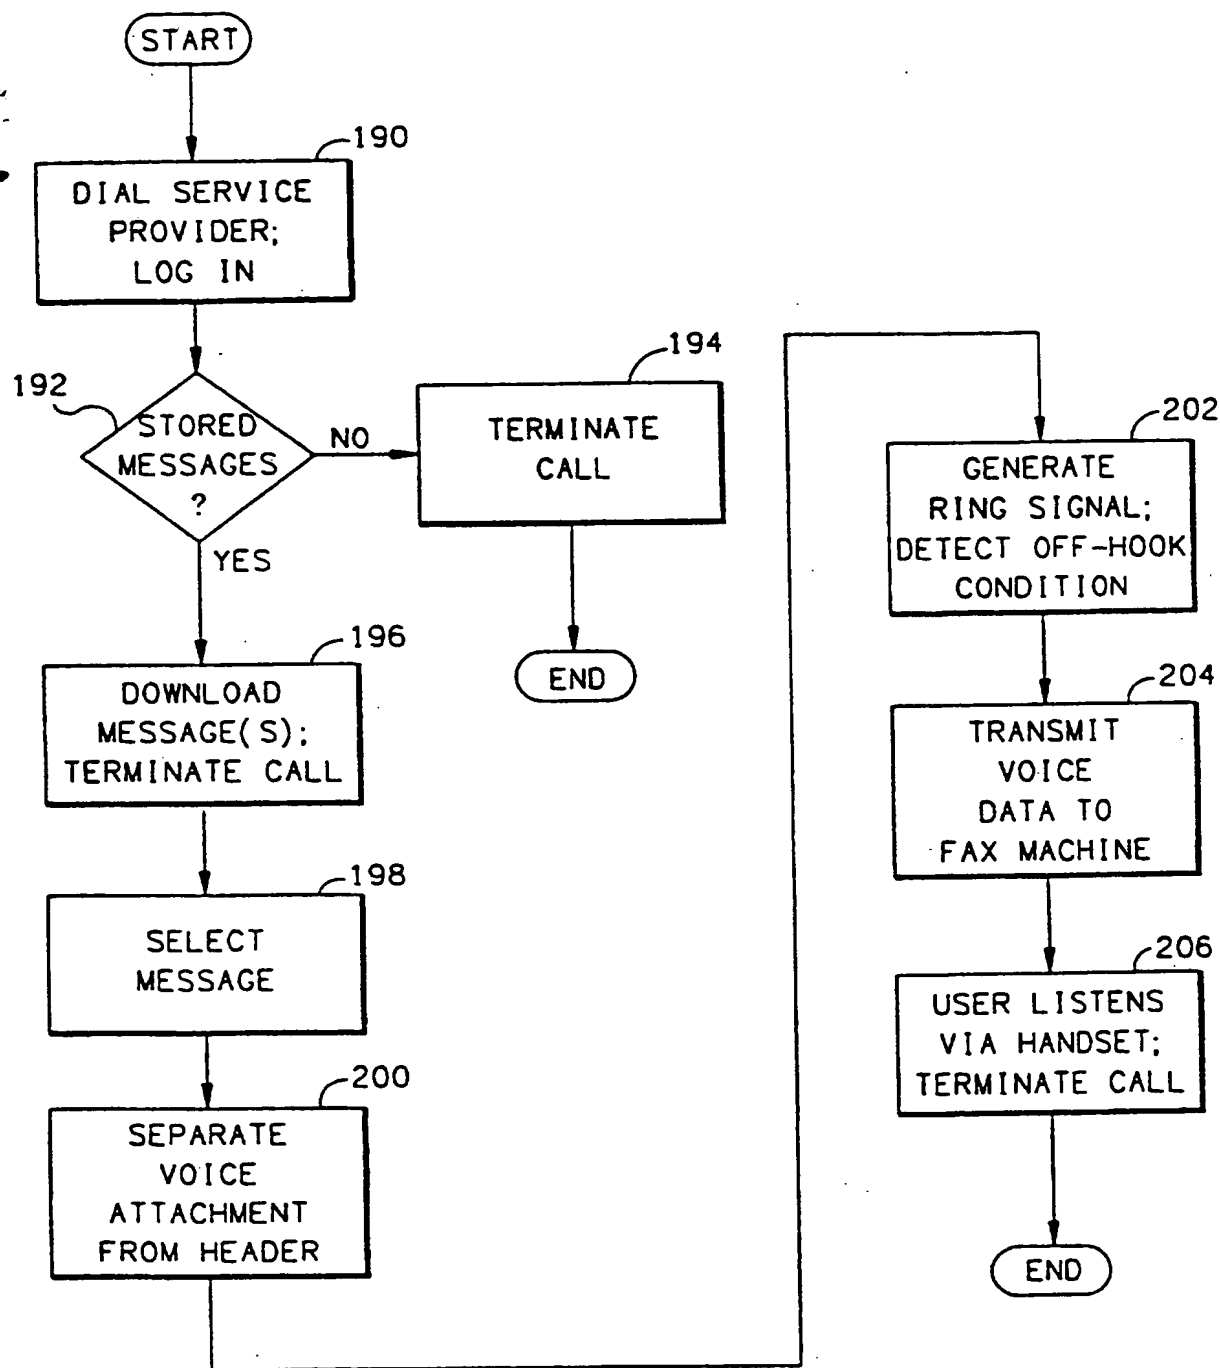 START
190
DIAL SERVICE
PROVIDER;
LOG IN
192
STORED
MESSAGES
?
NO
YES
194
TERMINATE
CALL
END
196
DOWNLOAD
MESSAGE(S);
TERMINATE CALL
198
SELECT
MESSAGE
200
SEPARATE
VOICE
ATTACHMENT
FROM HEADER
202
GENERATE
RING SIGNAL;
DETECT OFF-HOOK
CONDITION
204
TRANSMIT
VOICE
DATA TO
FAX MACHINE
206
USER LISTENS
VIA HANDSET;
TERMINATE CALL
END